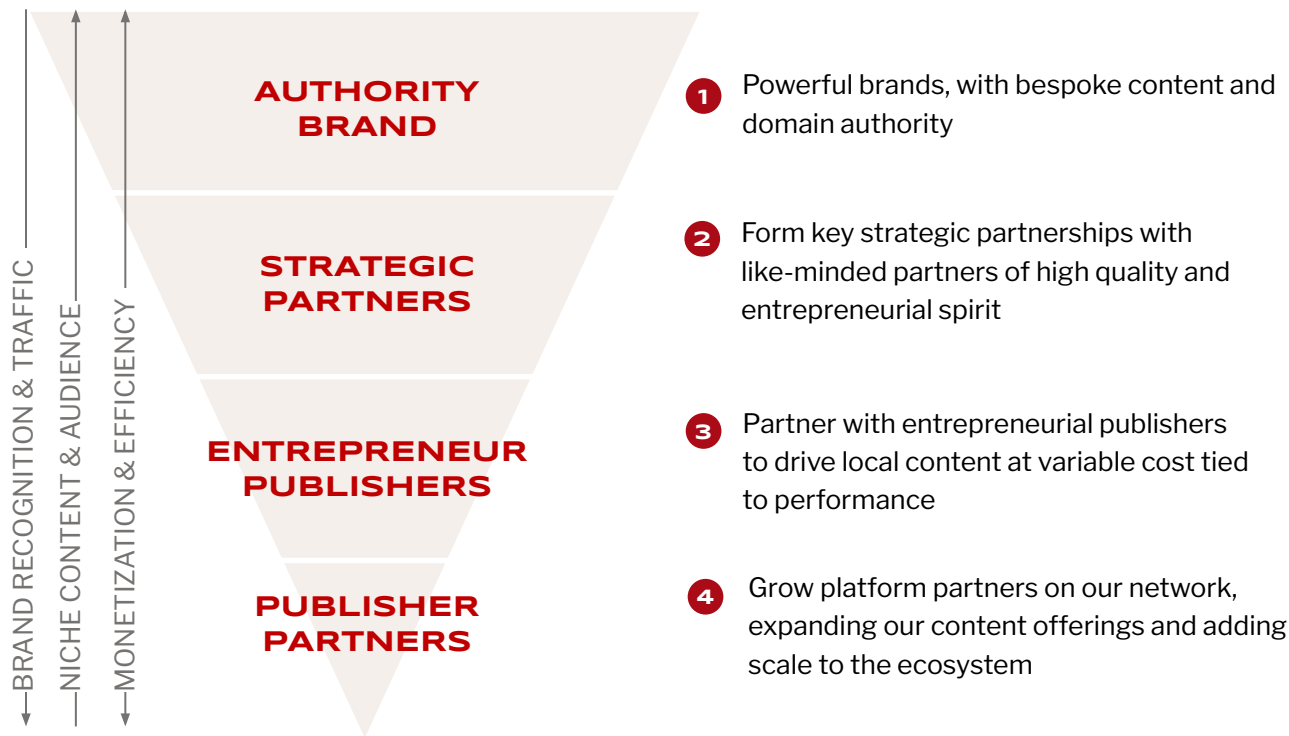 AUTHORITY
BRAND
1
Powerful brands, with bespoke content and
domain authority
STRATEGIC
PARTNERS
2
Form key strategic partnerships with
like-minded partners of high quality and
entrepreneurial spirit
ENTREPRENEUR
PUBLISHERS
3
Partner with entrepreneurial publishers
to drive local content at variable cost tied
to performance
PUBLISHER
PARTNERS
4
Grow platform partners on our network,
expanding our content offerings and adding
scale to the ecosystem
BRAND RECOGNITION & TRAFFIC
NICHE CONTENT & AUDIENCE
MONETIZATION & EFFICIENCY